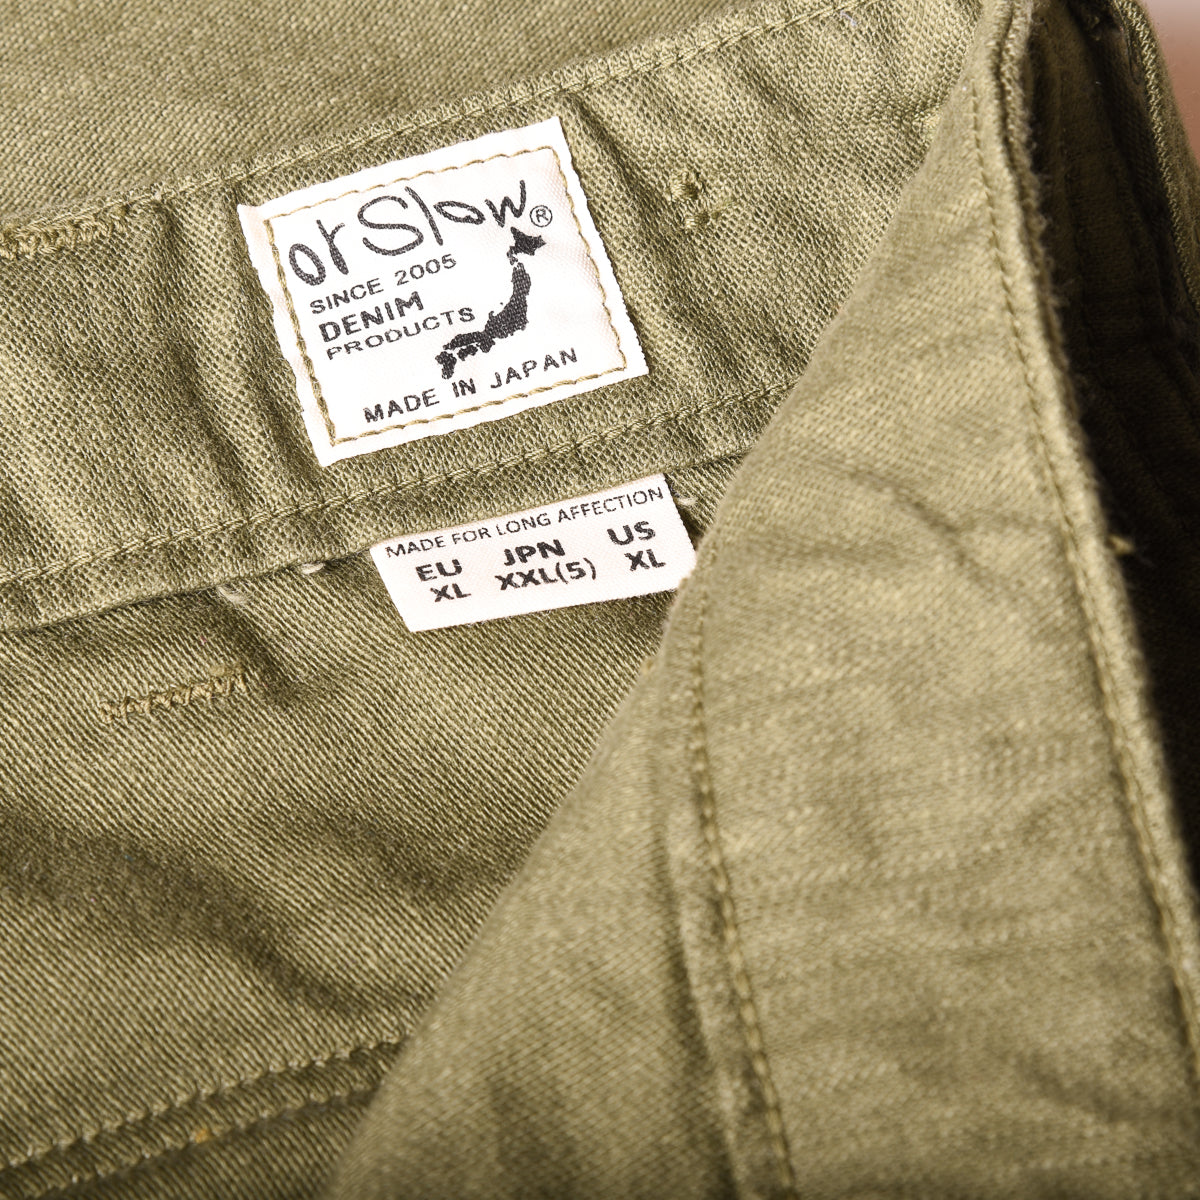 orSlow®
SINCE 2005
DENIM
PRODUCTS
MADE IN JAPAN
MADE FOR LONG AFFECTION
EU JPN US
XL XXL(5) XL